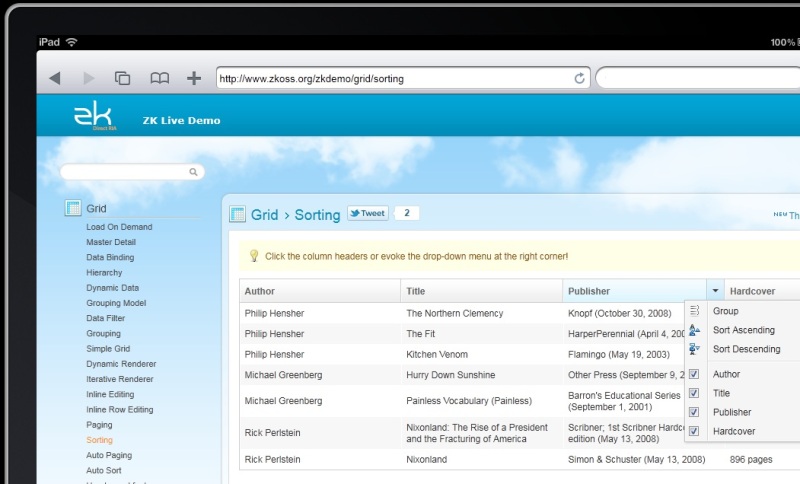 iPad
100%
http://www.zkoss.org/zkdemo/grid/sorting
zk
Direct RIA
ZK Live Demo
Grid
Load On Demand
Master Detail
Data Binding
Hierarchy
Dynamic Data
Grouping Model
Data Filter
Grouping
Simple Grid
Dynamic Renderer
Iterative Renderer
Inline Editing
Inline Row Editing
Paging
Sorting
Auto Paging
Auto Sort
Grid › Sorting
Tweet
2
NEW Th
Click the column headers or evoke the drop-down menu at the right corner!
Author Title Publisher Hardcover
Philip Hensher The Northern Clemency Knopf (October 30, 2008)
Philip Hensher The Fit HarperPerennial (April 4, 200
Philip Hensher Kitchen Venom Flamingo (May 19, 2003)
Michael Greenberg Hurry Down Sunshine Other Press (September 9, 2
Michael Greenberg Painless Vocabulary (Painless) Barron's Educational Series
(September 1, 2001)
Rick Perlstein Nixonland: The Rise of a President Scribner; 1st Scribner Hardc
and the Fracturing of America edition (May 13, 2008)
Rick Perlstein Nixonland Simon & Schuster (May 13, 2008) 896 pages
Group
Sort Ascending
Sort Descending
Author
Title
Publisher
Hardcover